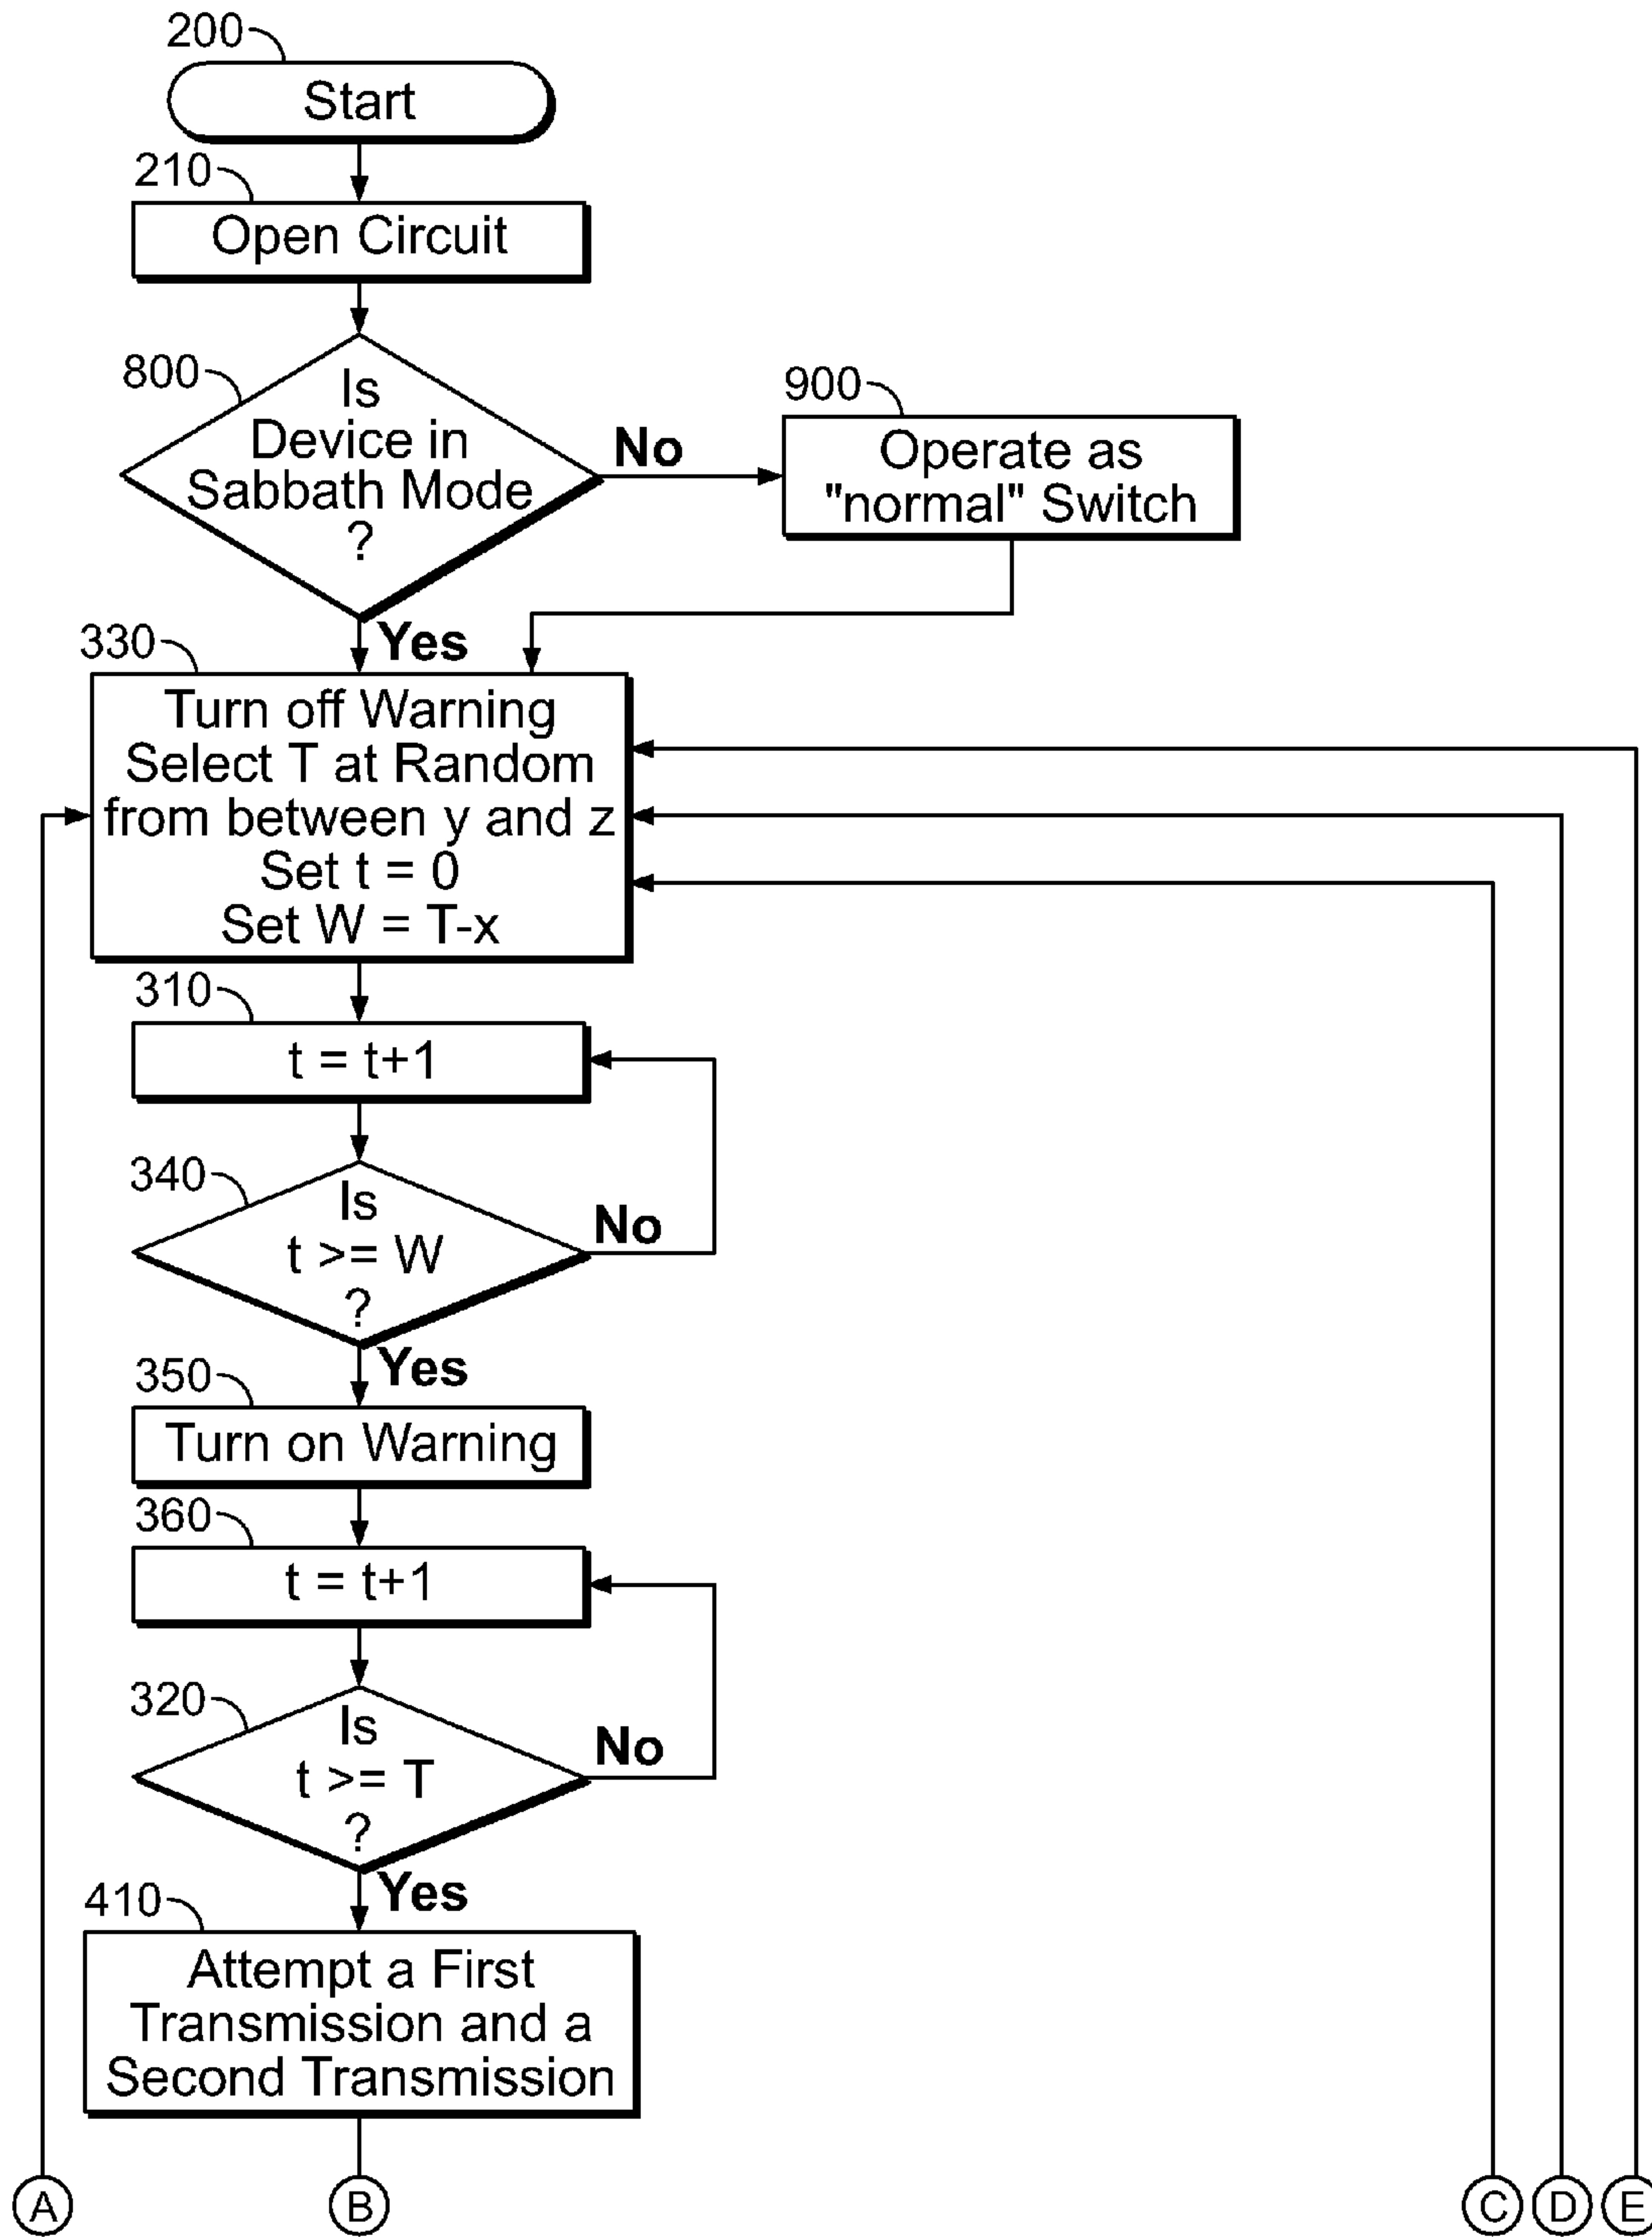 200
Start
210
Open Circuit
800
Is
Device in
Sabbath Mode
?
No
900
Operate as
"normal" Switch
Yes
330
Turn off Warning
Select T at Random
from between y and z
Set t = 0
Set W = T-x
310
t = t+1
340
Is
t >= W
?
No
Yes
350
Turn on Warning
360
t = t+1
320
Is
t >= T
?
No
Yes
410
Attempt a First
Transmission and a
Second Transmission
A
B
C
D
E